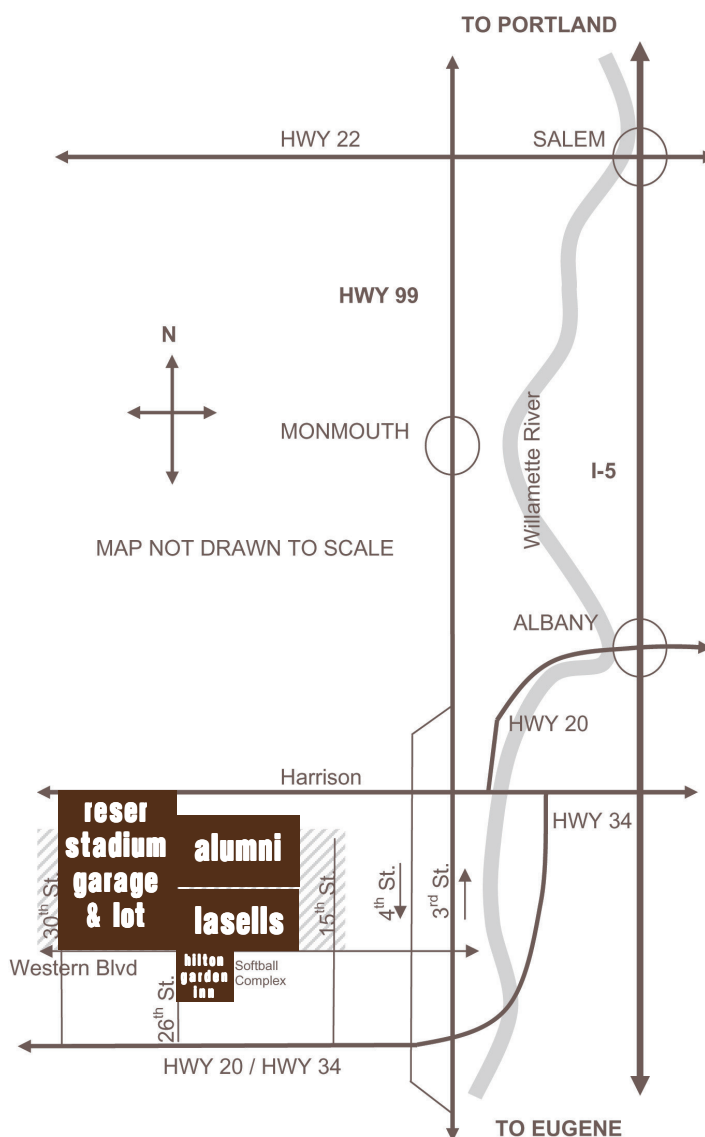 TO PORTLAND
HWY 22
SALEM
HWY 99
N
MONMOUTH
Willamette River
I-5
MAP NOT DRAWN TO SCALE
ALBANY
HWY 20
Harrison
HWY 34
reser
stadium
garage
& lot
alumni
lasells
30th St.
15th St.
4th St.
3rd St.
Western Blvd
hilton
garden
inn
Softball
Complex
26th St.
HWY 20 / HWY 34
TO EUGENE